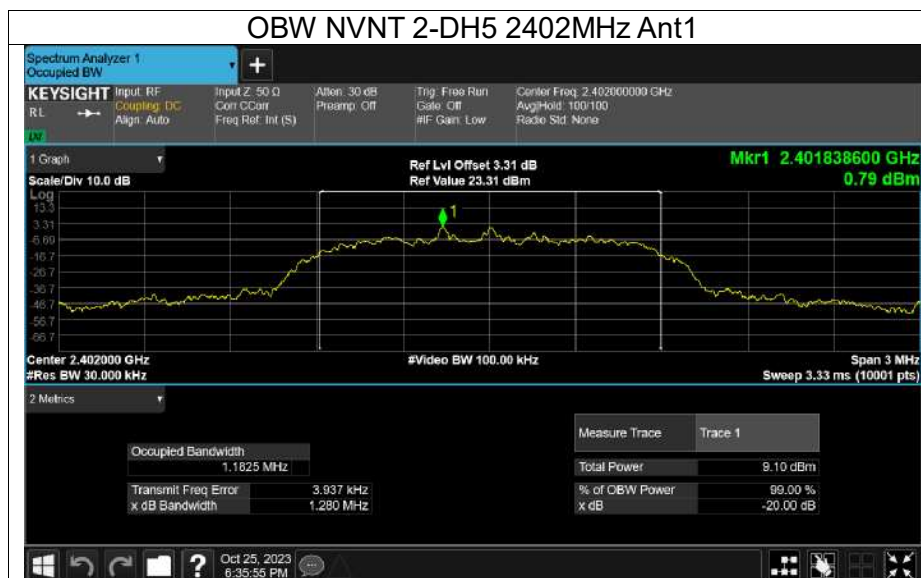 OBW NVNT 2-DH5 2402MHz Ant1
Spectrum Analyzer 1
Occupied BW
+
KEYSIGHT
RL
LXI
Input: RF
Coupling: DC
Align: Auto
Input Z: 50 Ω
Corr CCorr
Freq Ref: Int (S)
Atten: 30 dB
Preamp: Off
Trig: Free Run
Gate: Off
#IF Gain: Low
Center Freq: 2.402000000 GHz
Avg|Hold: 100/100
Radio Std: None
1 Graph
Scale/Div 10.0 dB
Ref Lvl Offset 3.31 dB
Ref Value 23.31 dBm
Mkr1 2.401838600 GHz
0.79 dBm
Log
13.3
3.31
-6.69
-16.7
-26.7
-36.7
-46.7
-56.7
-66.7
1
Center 2.402000 GHz
#Res BW 30.000 kHz
#Video BW 100.00 kHz
Span 3 MHz
Sweep 3.33 ms (10001 pts)
2 Metrics
Occupied Bandwidth
1.1825 MHz
Transmit Freq Error 3.937 kHz
x dB Bandwidth 1.280 MHz
Measure Trace Trace 1
Total Power 9.10 dBm
% of OBW Power 99.00 %
x dB -20.00 dB
?
Oct 25, 2023
6:35:55 PM